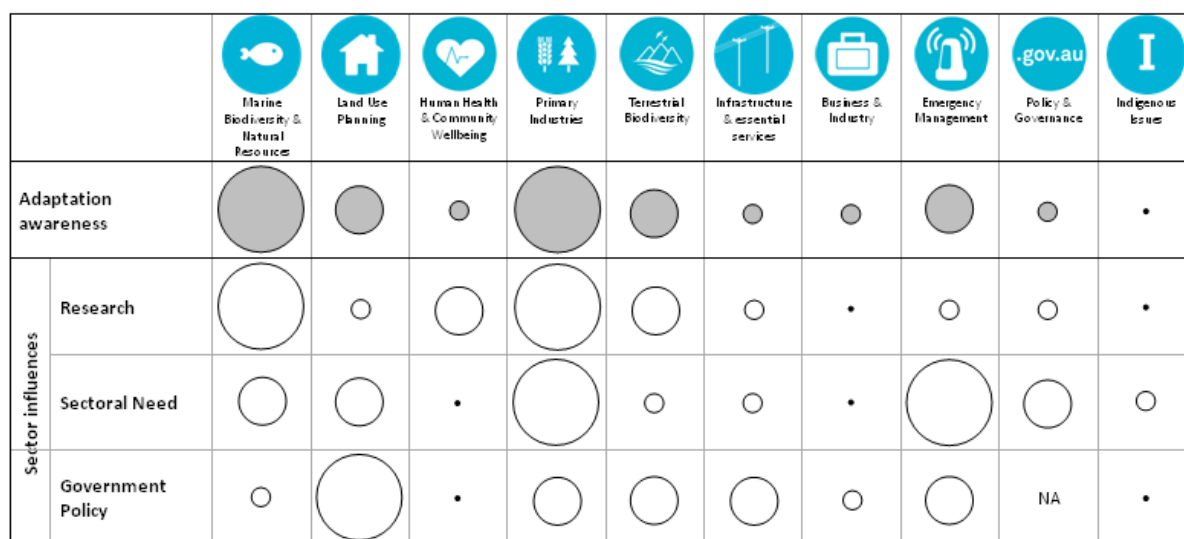 .gov.au
I
Marine
Biodiversity &
Natural
Resources
Land Use
Planning
Human Health
& Community
Wellbeing
Primary
Industries
Terrestrial
Biodiversity
Infrastructure
& essential
services
Business &
Industry
Emergency
Management
Policy &
Governance
Indigenous
Issues
Adaptation
awareness
Sector influences
Research
Sectoral Need
Government
Policy
NA